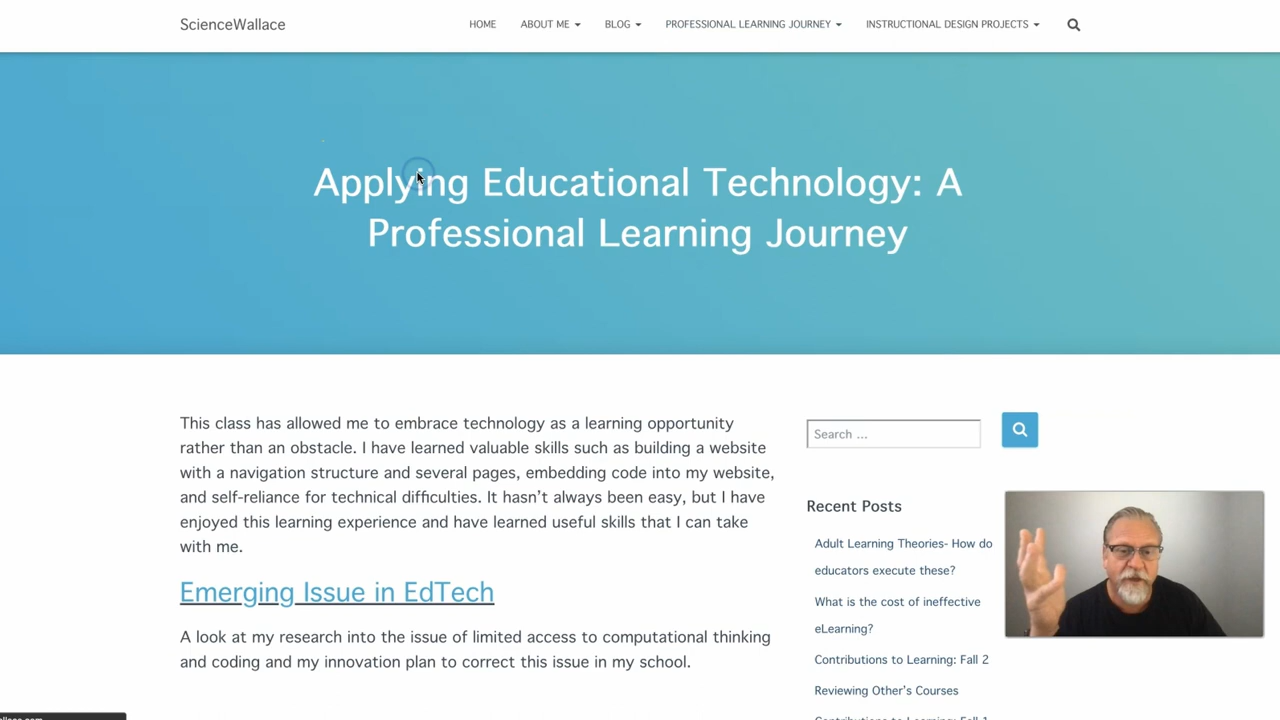 ScienceWallace
HOME
ABOUT ME
BLOG
PROFESSIONAL LEARNING JOURNEY
INSTRUCTIONAL DESIGN PROJECTS
Applying Educational Technology: A
Professional Learning Journey
This class has allowed me to embrace technology as a learning opportunity
rather than an obstacle. I have learned valuable skills such as building a website
with a navigation structure and several pages, embedding code into my website,
and self-reliance for technical difficulties. It hasn't always been easy, but I have
enjoyed this learning experience and have learned useful skills that I can take
with me.
Emerging Issue in EdTech
A look at my research into the issue of limited access to computational thinking
and coding and my innovation plan to correct this issue in my school.
Search …
Recent Posts
Adult Learning Theories- How do
educators execute these?
What is the cost of ineffective
eLearning?
Contributions to Learning: Fall 2
Reviewing Other's Courses